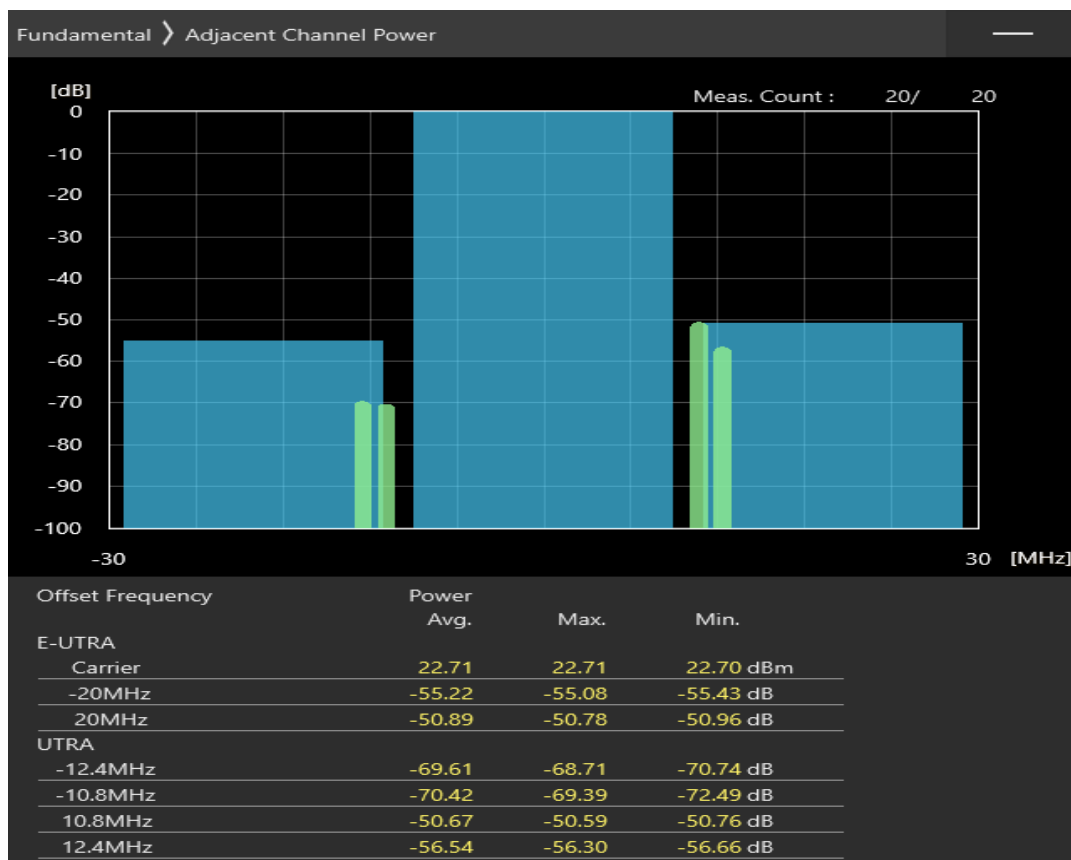 Fundamental ❯ Adjacent Channel Power
[dB]
Meas. Count : 20/ 20
0
-10
-20
-30
-40
-50
-60
-70
-80
-90
-100
-30 30 [MHz]
Offset Frequency Power
Avg. Max. Min.
E-UTRA
Carrier 22.71 22.71 22.70 dBm
-20MHz -55.22 -55.08 -55.43 dB
20MHz -50.89 -50.78 -50.96 dB
UTRA
-12.4MHz -69.61 -68.71 -70.74 dB
-10.8MHz -70.42 -69.39 -72.49 dB
10.8MHz -50.67 -50.59 -50.76 dB
12.4MHz -56.54 -56.30 -56.66 dB